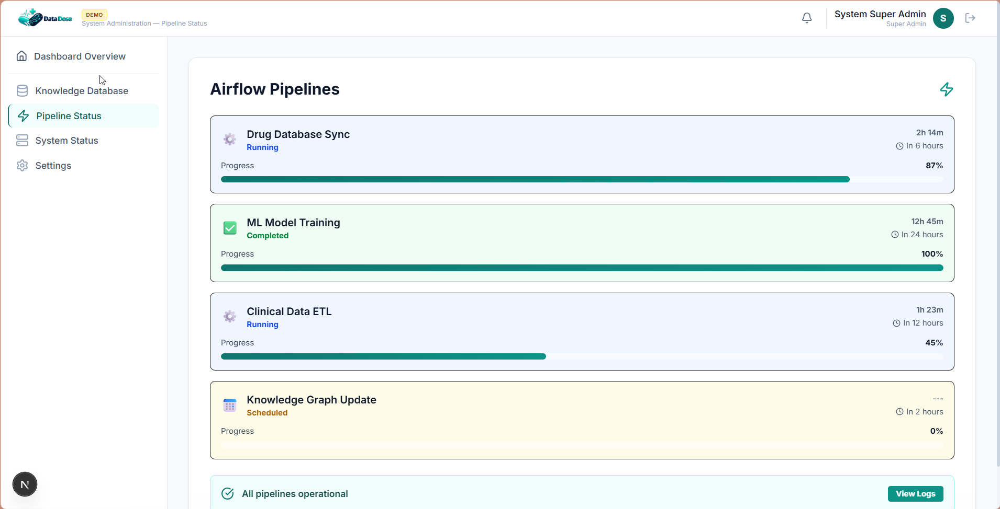 DataDose
DEMO
System Administration — Pipeline Status
System Super Admin
Super Admin
S
Dashboard Overview
Knowledge Database
Pipeline Status
System Status
Settings
N
Airflow Pipelines
Drug Database Sync
Running
2h 14m
In 6 hours
Progress
87%
ML Model Training
Completed
12h 45m
In 24 hours
Progress
100%
Clinical Data ETL
Running
1h 23m
In 12 hours
Progress
45%
Knowledge Graph Update
Scheduled
---
In 2 hours
Progress
0%
All pipelines operational
View Logs